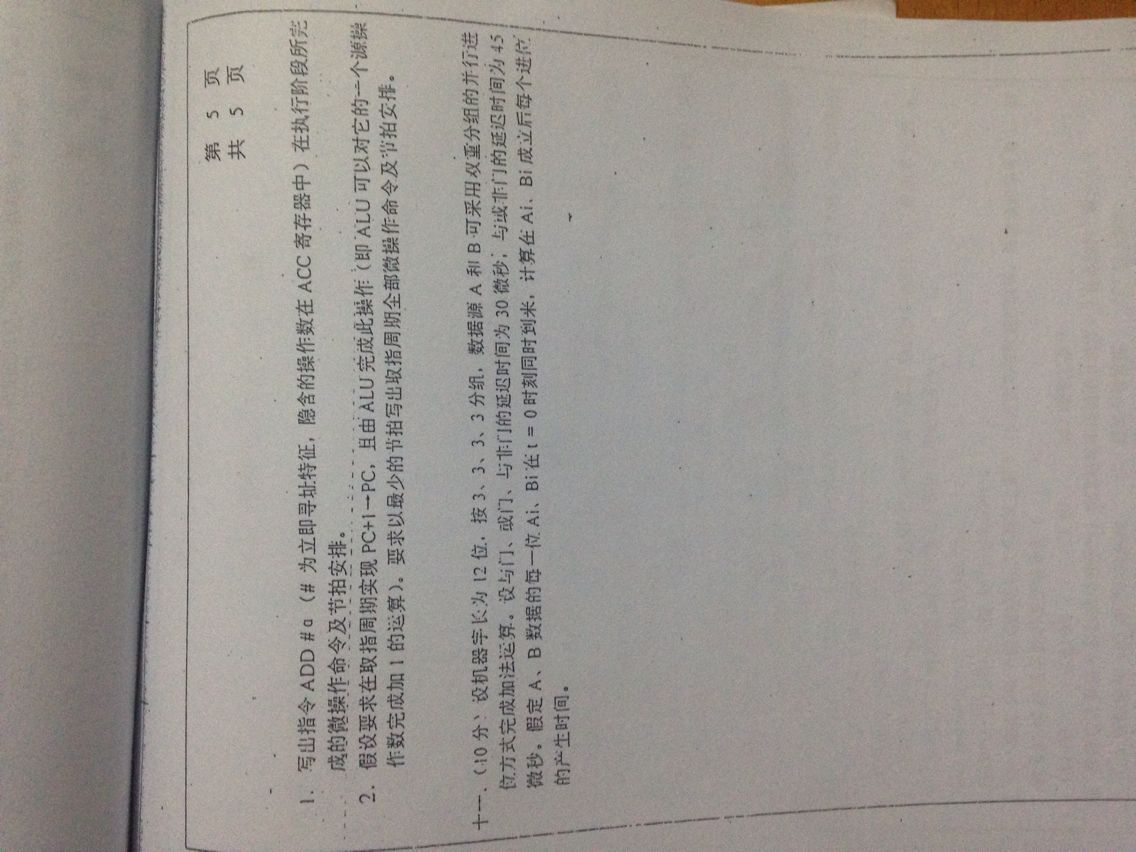 第 5 页
共 5 页
1. 写出指令 ADD # α (# 为立即寻址特征, 隐含的操作数在 ACC 寄存器中) 在执行阶段所完
成的微操作命令及节拍安排。
2. 假设要求在取指周期实现 PC+1→PC, 且由 ALU 完成此操作 (即 ALU 可以对它的一个源操
作数完成加 1 的运算)。要求以最少的节拍写出取指周期全部微操作命令及节拍安排。
十一. (10 分) 设机器字长为 12 位, 按 3、3、3、3 分组, 数据源 A 和 B 可采用双重分组的并行进
位方式完成加法运算。设与门、或门、与非门的延迟时间为 30 微秒; 与或非门的延迟时间为 45
微秒。假定 A、B 数据的每一位 Ai、Bi 在 t = 0 时刻同时到来, 计算在 Ai、Bi 成立后每个进位
的产生时间。